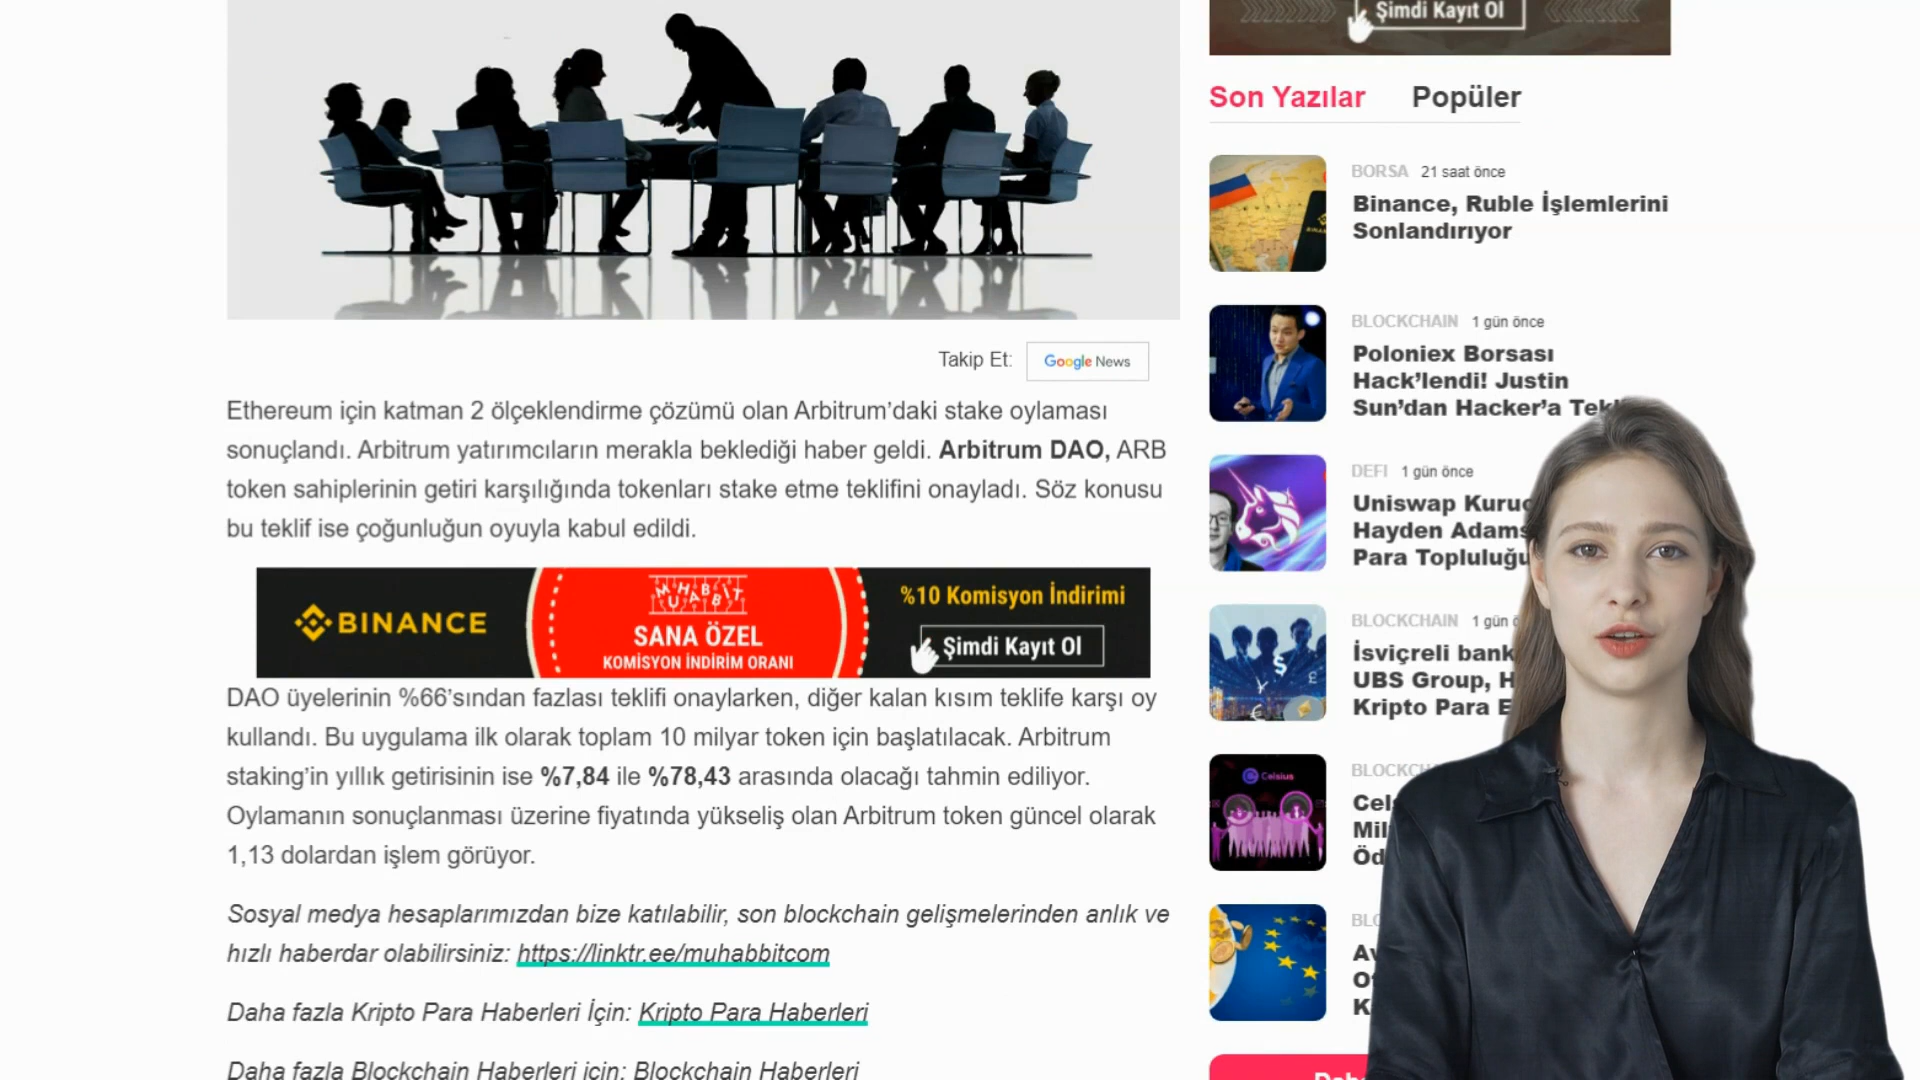 Şimdi Kayıt Ol
Son Yazılar
Popüler
BORSA 21 saat önce
Binance, Ruble İşlemlerini
Sonlandırıyor
BLOCKCHAIN 1 gün önce
Poloniex Borsası
Hack’lendi! Justin
Sun’dan Hacker’a
DEFI 1 gün önce
Uniswap
Hayden Adams
Para
BLOCKCHAIN 1 gün
İsviçreli
UBS Group,
Kripto Para
Celsius
Takip Et:
Google News
Ethereum için katman 2 ölçeklendirme çözümü olan Arbitrum’daki stake oylaması
sonuçlandı. Arbitrum yatırımcıların merakla beklediği haber geldi. Arbitrum DAO, ARB
token sahiplerinin getiri karşılığında tokenları stake etme teklifini onayladı. Söz konusu
bu teklif ise çoğunluğun oyuyla kabul edildi.
BINANCE
MUHABBIT
SANA ÖZEL
KOMİSYON İNDİRİM ORANI
%10 Komisyon İndirimi
Şimdi Kayıt Ol
DAO üyelerinin %66’sından fazlası teklifi onaylarken, diğer kalan kısım teklife karşı oy
kullandı. Bu uygulama ilk olarak toplam 10 milyar token için başlatılacak. Arbitrum
staking’in yıllık getirisinin ise %7,84 ile %78,43 arasında olacağı tahmin ediliyor.
Oylamanın sonuçlanması üzerine fiyatında yükseliş olan Arbitrum token güncel olarak
1,13 dolardan işlem görüyor.
Sosyal medya hesaplarımızdan bize katılabilir, son blockchain gelişmelerinden anlık ve
hızlı haberdar olabilirsiniz: https://linktr.ee/muhabbitcom
Daha fazla Kripto Para Haberleri İçin: Kripto Para Haberleri
Daha fazla Blockchain Haberleri için: Blockchain Haberleri